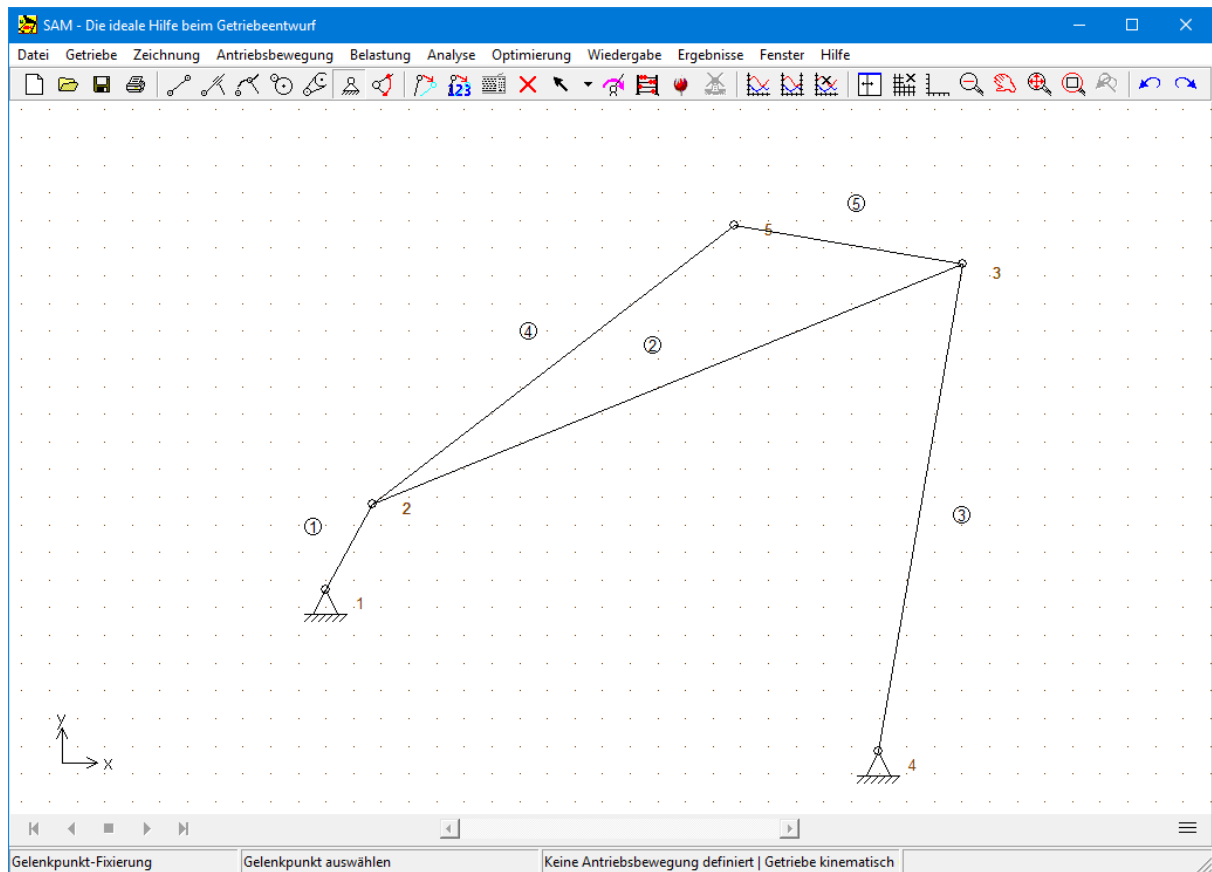 SAM - Die ideale Hilfe beim Getriebeentwurf
Datei Getriebe Zeichnung Antriebsbewegung Belastung Analyse Optimierung Wiedergabe Ergebnisse Fenster Hilfe
123
5
5
3
4
2
2
1
3
1
y
x
4
Gelenkpunkt-Fixierung Gelenkpunkt auswählen Keine Antriebsbewegung definiert | Getriebe kinematisch